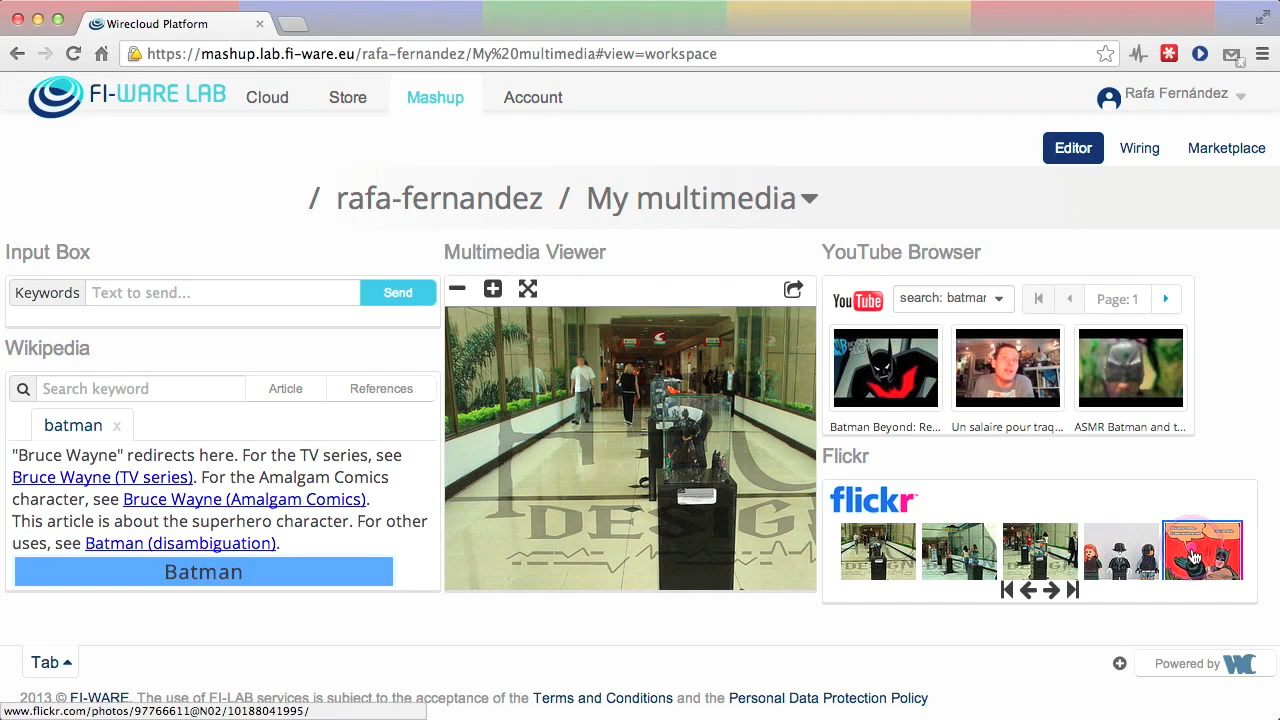 Wirecloud Platform
https://mashup.lab.fi-ware.eu/rafa-fernandez/My%20multimedia#view=workspace
FI-WARE LAB
Cloud
Store
Mashup
Account
Rafa Fernández
Editor
Wiring
Marketplace
/ rafa-fernandez / My multimedia
Input Box
Keywords
Text to send...
Send
Wikipedia
Search keyword
Article
References
batman x
"Bruce Wayne" redirects here. For the TV series, see
Bruce Wayne (TV series). For the Amalgam Comics
character, see Bruce Wayne (Amalgam Comics).
This article is about the superhero character. For other
uses, see Batman (disambiguation).
Batman
Multimedia Viewer
DESIGN
YouTube Browser
YouTube
search: batmar
Page: 1
Batman Beyond: Re...
Un salaire pour traq...
ASMR Batman and t...
Flickr
flickr
Tab
Powered by WC
2013 © FI-WARE. The use of FI-LAB services is subject to the acceptance of the Terms and Conditions and the Personal Data Protection Policy
www.flickr.com/photos/97766611@N02/10188041995/